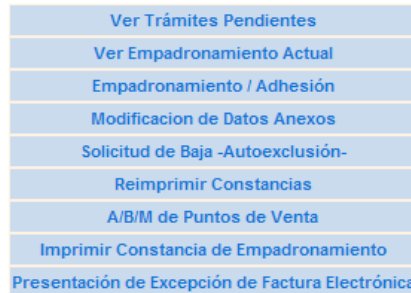 Ver Trámites Pendientes
Ver Empadronamiento Actual
Empadronamiento / Adhesión
Modificacion de Datos Anexos
Solicitud de Baja -Autoexclusión-
Reimprimir Constancias
A/B/M de Puntos de Venta
Imprimir Constancia de Empadronamiento
Presentación de Excepción de Factura Electrónica